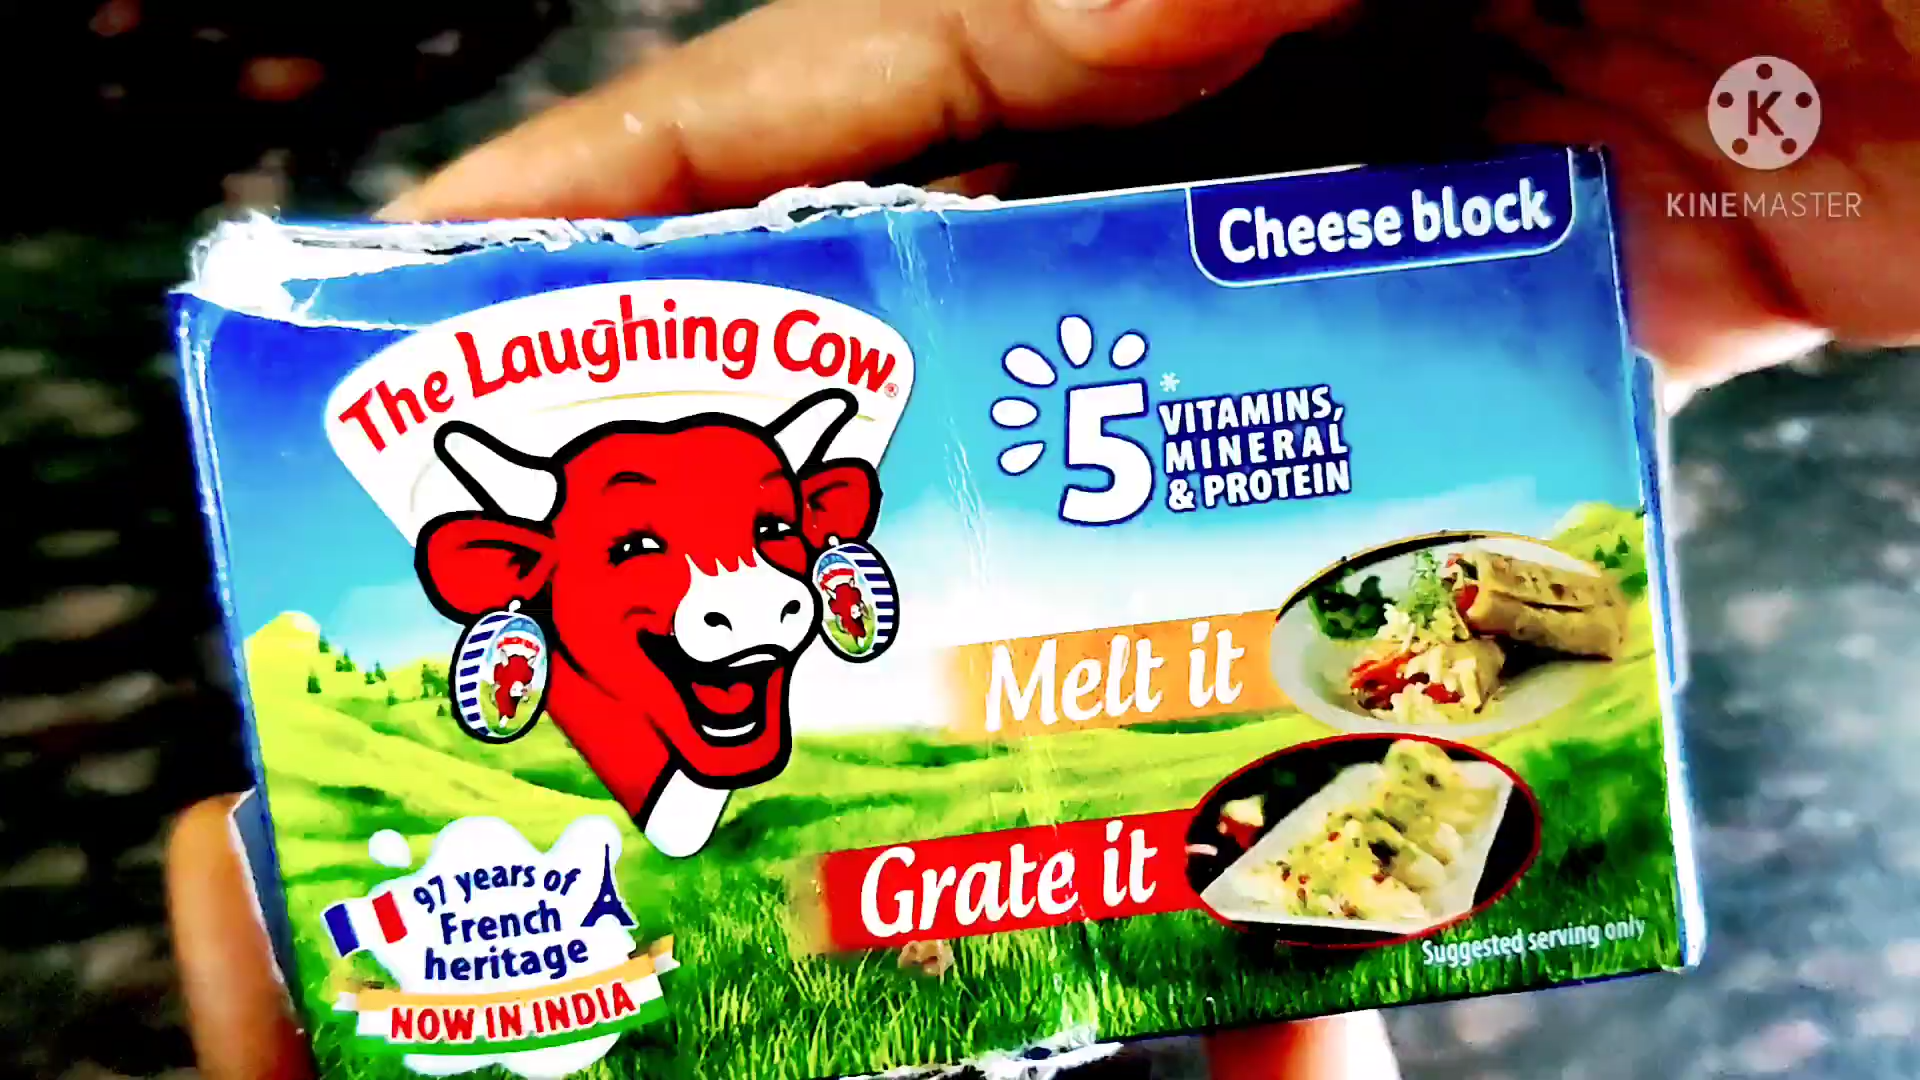 KINEMASTER
Cheese block
The Laughing Cow®
5*
VITAMINS,
MINERAL
& PROTEIN
Melt it
Grate it
97 years of
French
heritage
NOW IN INDIA
Suggested serving only